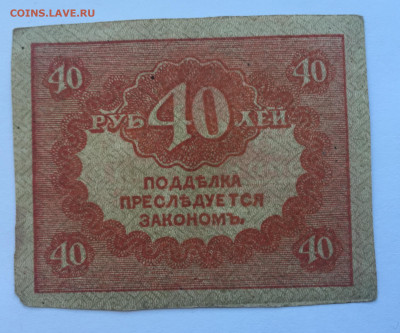 COINS.LAVE.RU
40 40
РУБ 40 ЛЕЙ
ПОДДѢЛКА
ПРЕСЛѢДУЕТСЯ
ЗАКОНОМЪ.
40 40